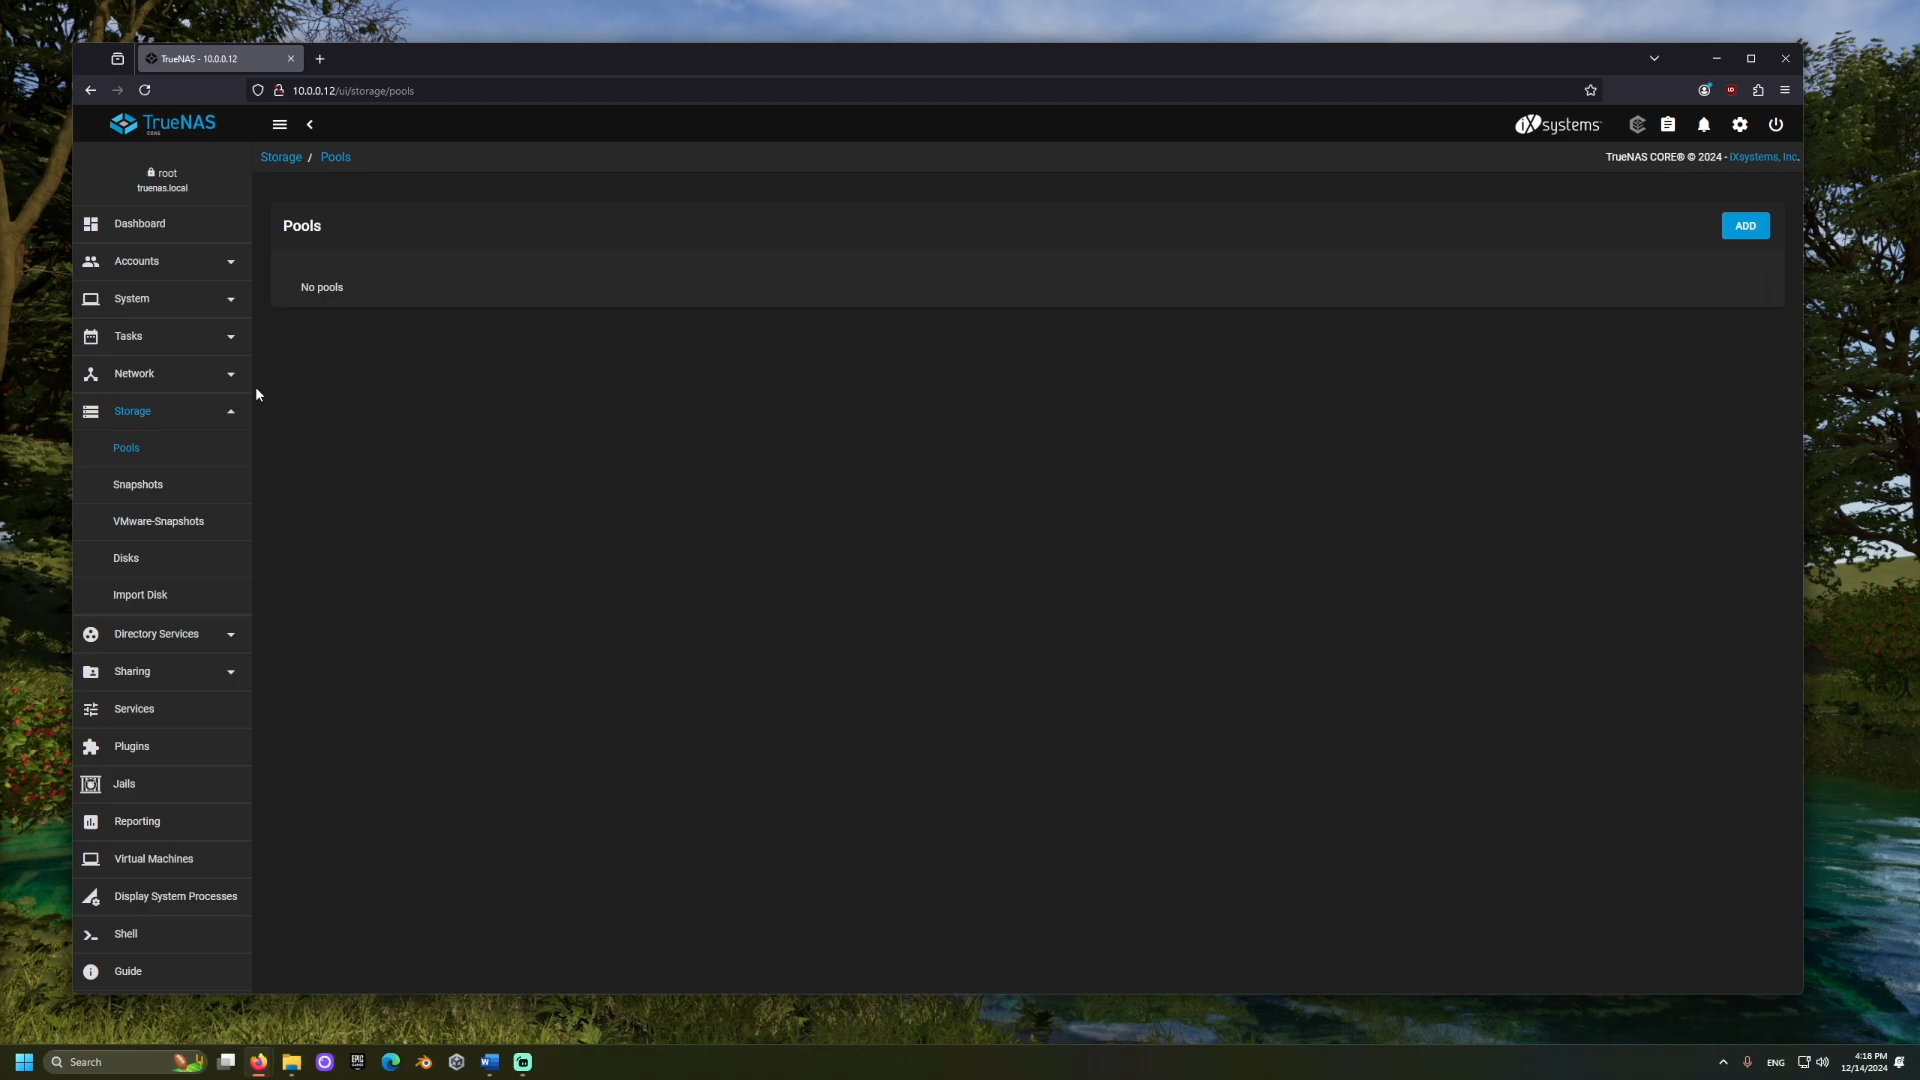 TrueNAS - 10.0.0.12
10.0.0.12/ui/storage/pools
TrueNAS
CORE
iXsystems
Storage / Pools
TrueNAS CORE® © 2024 - iXsystems, Inc.
root
truenas.local
Dashboard
Accounts
System
Tasks
Network
Storage
Pools
Snapshots
VMware-Snapshots
Disks
Import Disk
Directory Services
Sharing
Services
Plugins
Jails
Reporting
Virtual Machines
Display System Processes
Shell
Guide
Pools
ADD
No pools
Search
EPIC
ENG
4:18 PM
12/14/2024